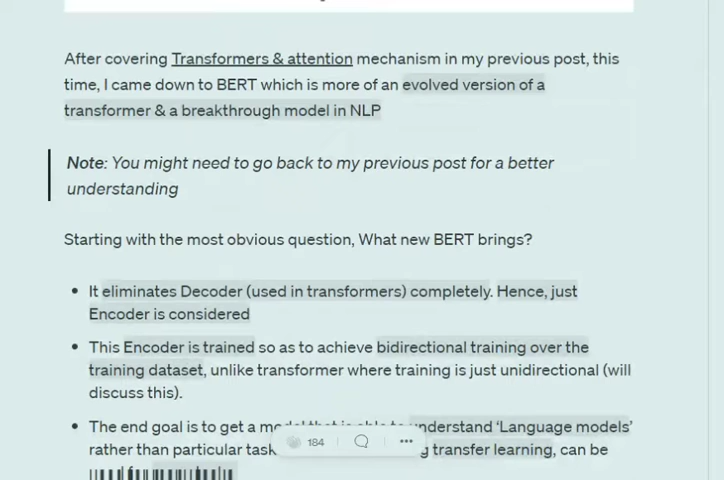 After covering Transformers & attention mechanism in my previous post, this
time, I came down to BERT which is more of an evolved version of a
transformer & a breakthrough model in NLP
Note: You might need to go back to my previous post for a better
understanding
Starting with the most obvious question, What new BERT brings?
• It eliminates Decoder (used in transformers) completely. Hence, just
Encoder is considered
• This Encoder is trained so as to achieve bidirectional training over the
training dataset, unlike transformer where training is just unidirectional (will
discuss this).
• The end goal is to get a understand ‘Language models’
rather than particular transfer learning, can be
184